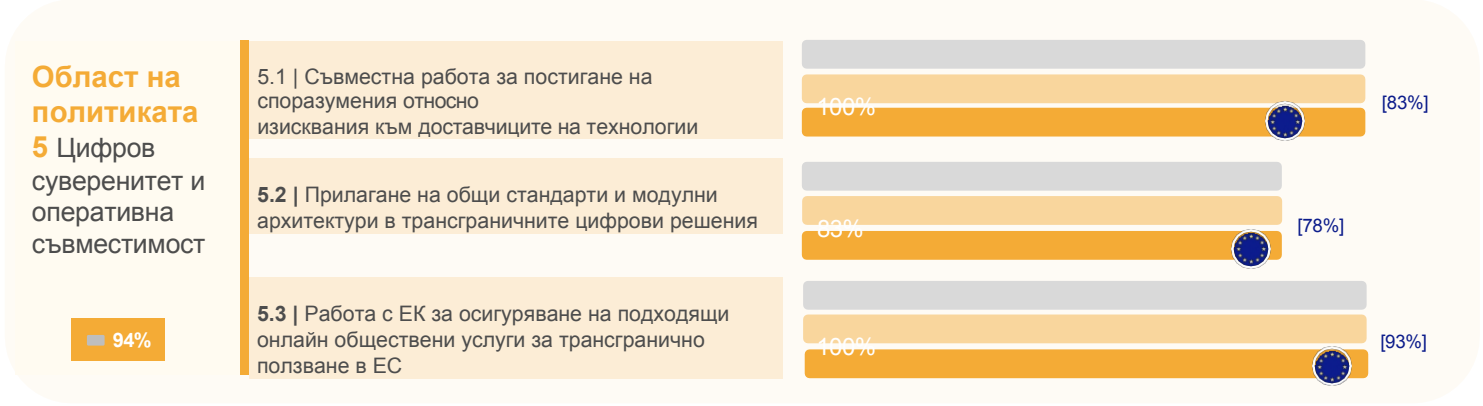 Област на
политиката
5 Цифров
суверенитет и
оперативна
съвместимост
94%
5.1 | Съвместна работа за постигане на
споразумения относно
изисквания към доставчиците на технологии
100%
[83%]
5.2 | Прилагане на общи стандарти и модулни
архитектури в трансграничните цифрови решения
83%
[78%]
5.3 | Работа с ЕК за осигуряване на подходящи
онлайн обществени услуги за трансгранично
ползване в ЕС
100%
[93%]